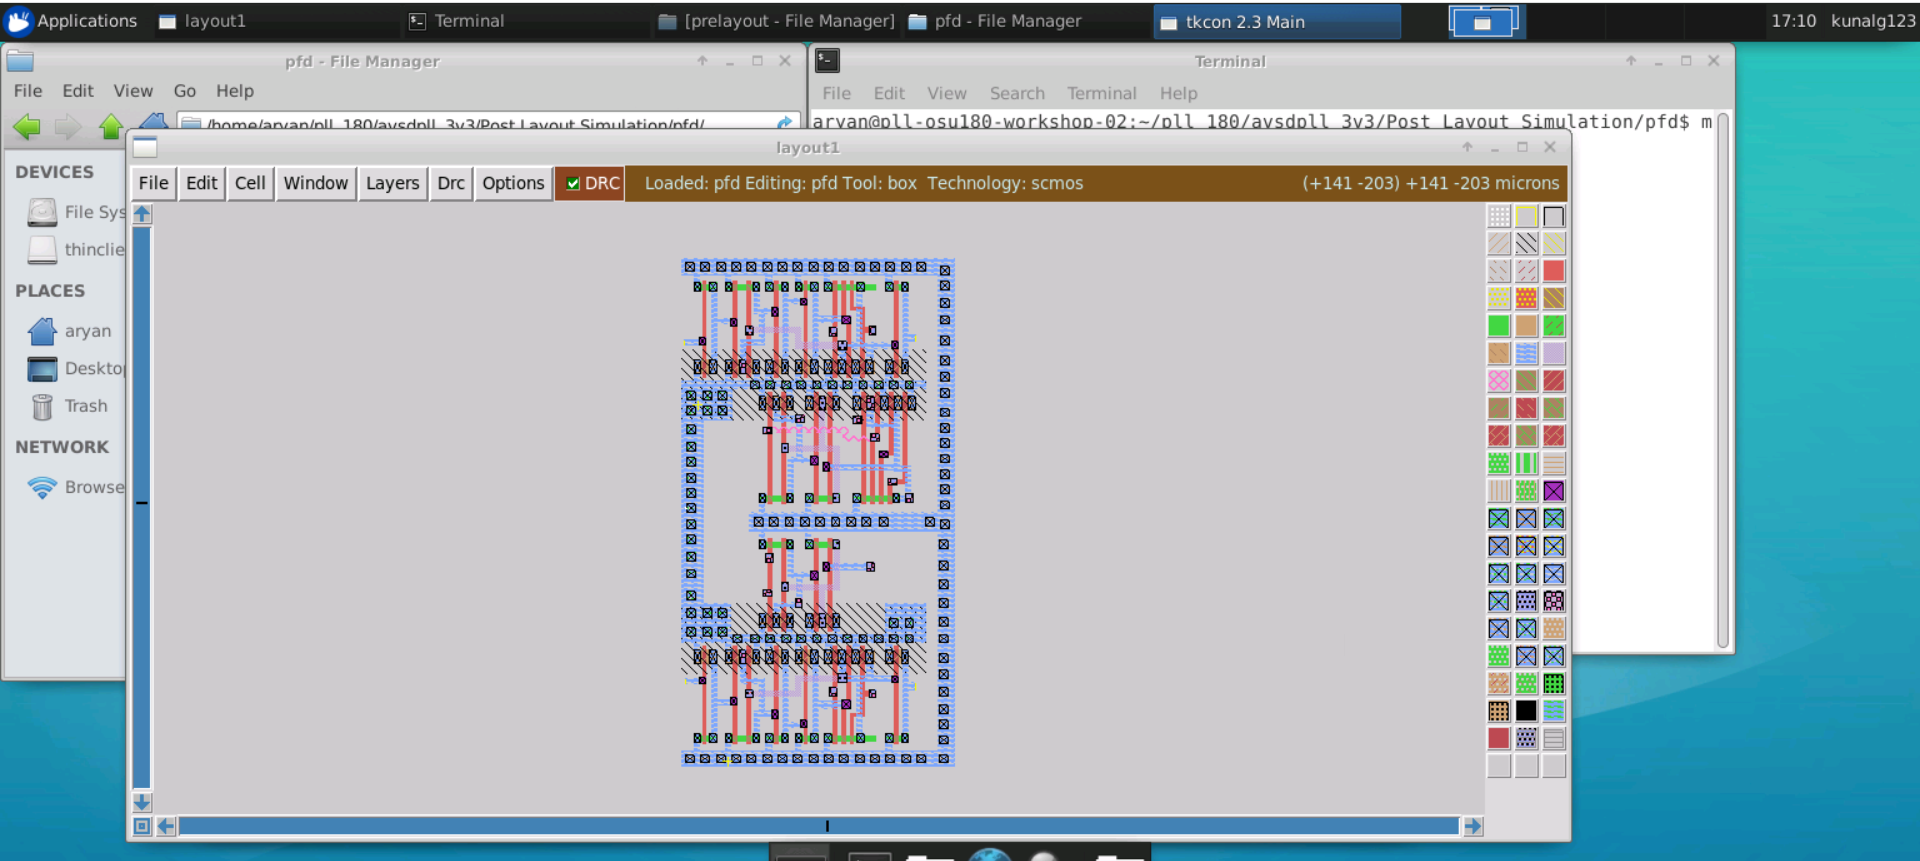 Applications layout1 Terminal [prelayout - File Manager] pfd - File Manager tkcon 2.3 Main 17:10 kunalg123
pfd - File Manager
File Edit View Go Help
/home/aryan/pll_180/avsdpll_3v3/Post_Layout_Simulation/pfd/
Terminal
File Edit View Search Terminal Help
aryan@pll-osu180-workshop-02:~/pll_180/avsdpll_3v3/Post_Layout_Simulation/pfd$ m
DEVICES
File Sys
thinclie
PLACES
aryan
Deskto
Trash
NETWORK
Browse
layout1
File Edit Cell Window Layers Drc Options DRC Loaded: pfd Editing: pfd Tool: box Technology: scmos (+141 -203) +141 -203 microns